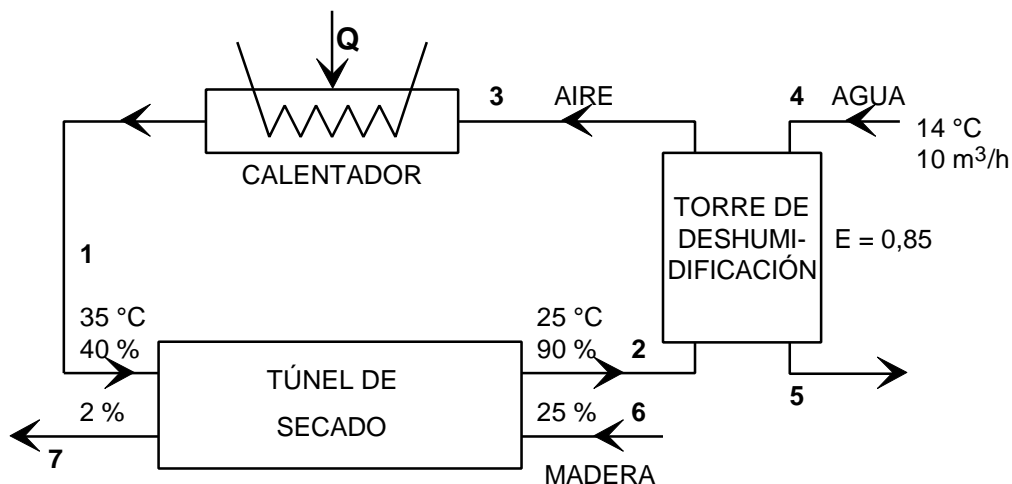 Q
3
AIRE
4
AGUA
14 °C
10 m³/h
CALENTADOR
TORRE DE
DESHUMI-
DIFICACIÓN
E = 0,85
1
35 °C
40 %
25 °C
90 %
2
TÚNEL DE
SECADO
2 %
25 %
6
5
7
MADERA